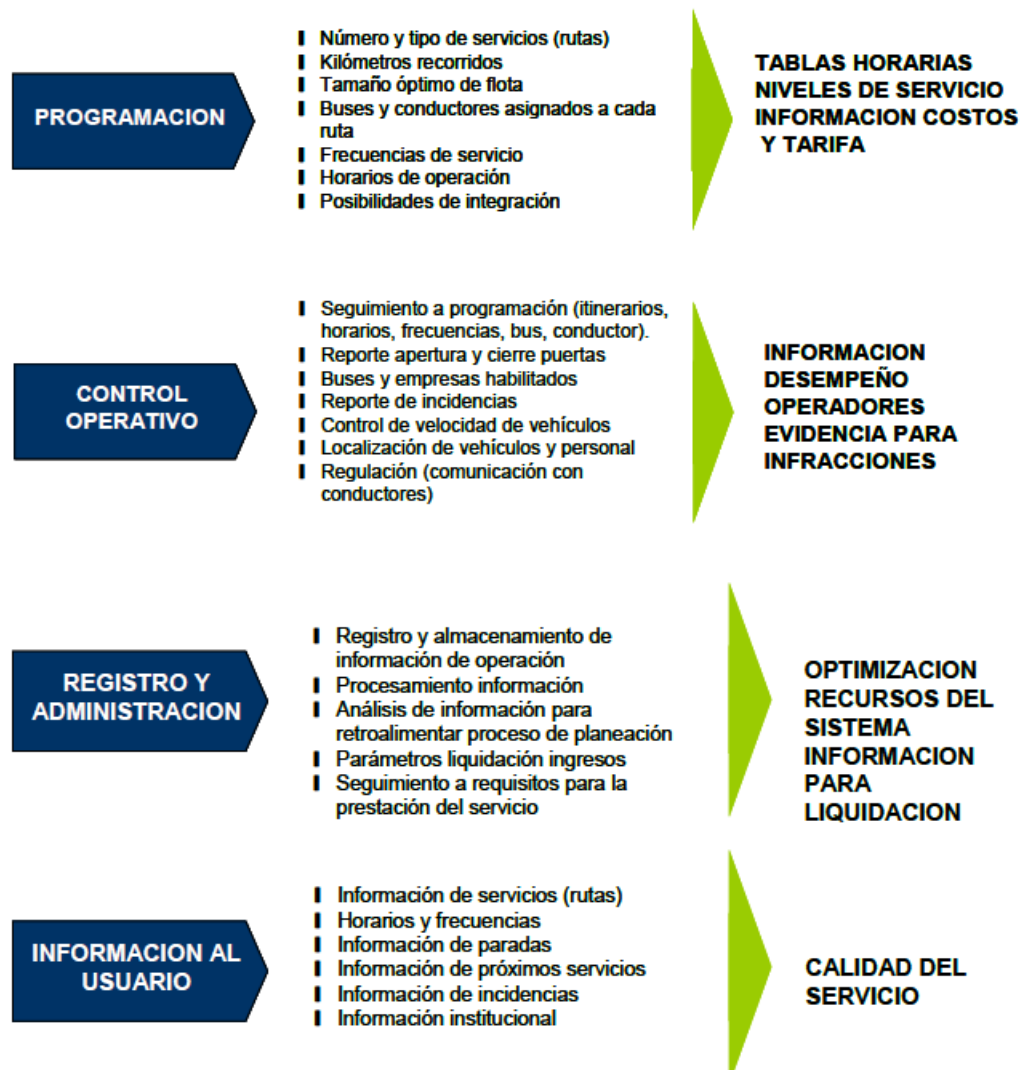 PROGRAMACION
Número y tipo de servicios (rutas)
Kilómetros recorridos
Tamaño óptimo de flota
Buses y conductores asignados a cada
ruta
Frecuencias de servicio
Horarios de operación
Posibilidades de integración
TABLAS HORARIAS
NIVELES DE SERVICIO
INFORMACION COSTOS
Y TARIFA
CONTROL
OPERATIVO
Seguimiento a programación (itinerarios,
horarios, frecuencias, bus, conductor).
Reporte apertura y cierre puertas
Buses y empresas habilitados
Reporte de incidencias
Control de velocidad de vehículos
Localización de vehículos y personal
Regulación (comunicación con
conductores)
INFORMACION
DESEMPEÑO
OPERADORES
EVIDENCIA PARA
INFRACCIONES
REGISTRO Y
ADMINISTRACION
Registro y almacenamiento de
información de operación
Procesamiento información
Análisis de información para
retroalimentar proceso de planeación
Parámetros liquidación ingresos
Seguimiento a requisitos para la
prestación del servicio
OPTIMIZACION
RECURSOS DEL
SISTEMA
INFORMACION
PARA
LIQUIDACION
INFORMACION AL
USUARIO
Información de servicios (rutas)
Horarios y frecuencias
Información de paradas
Información de próximos servicios
Información de incidencias
Información institucional
CALIDAD DEL
SERVICIO